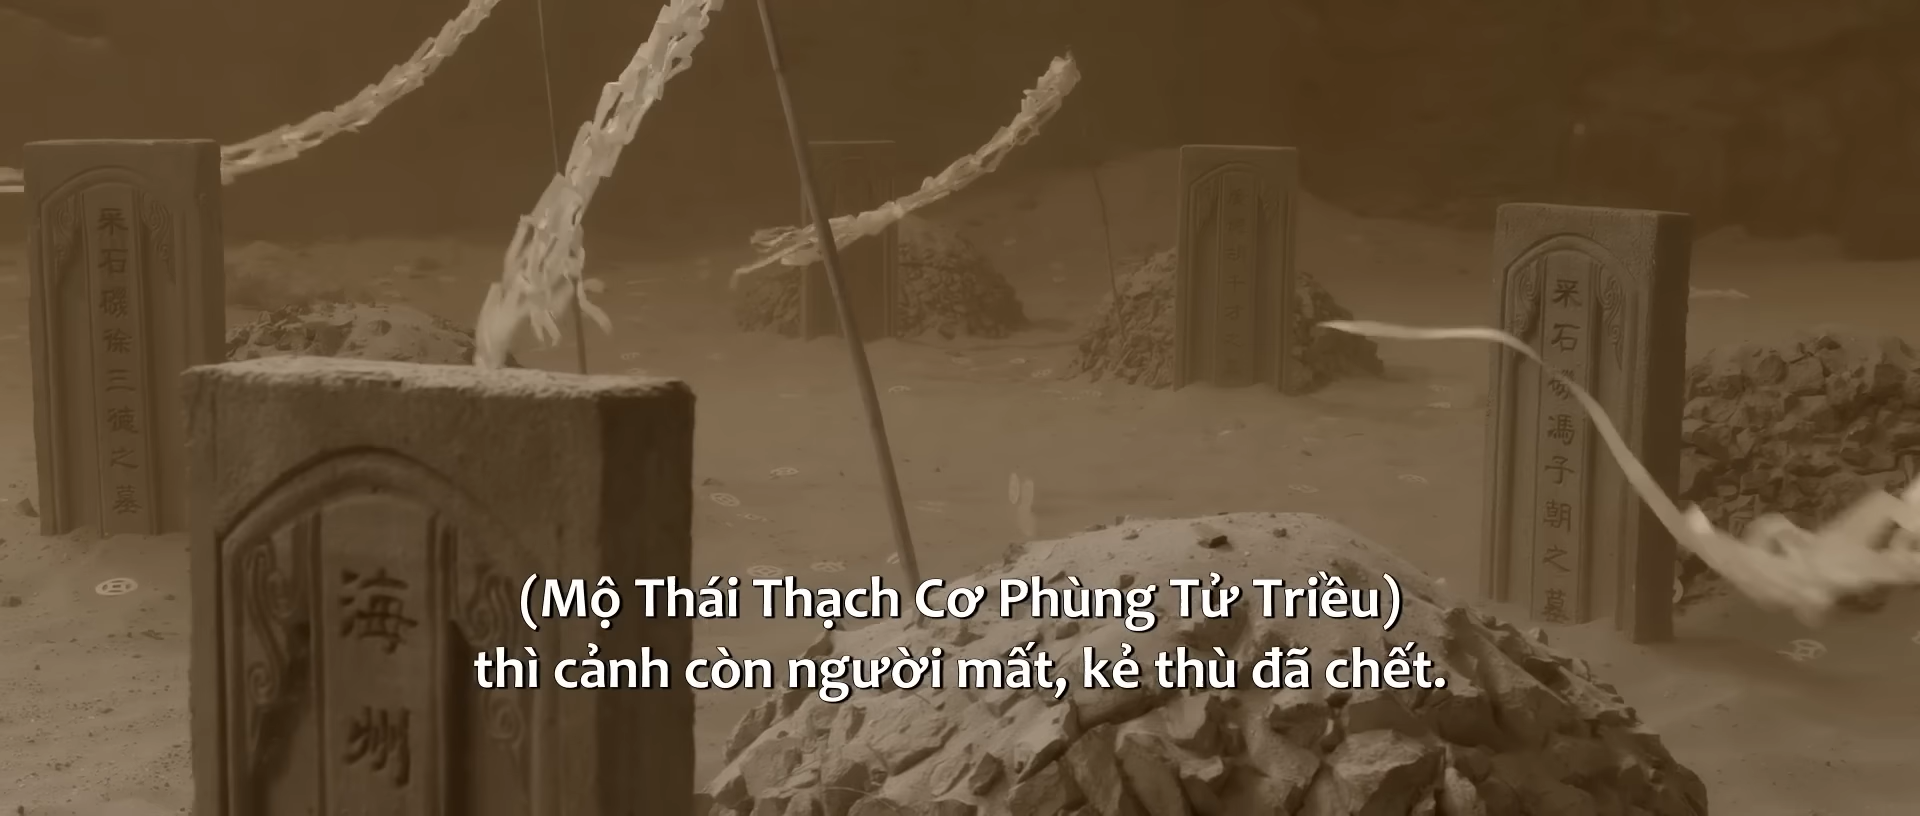 采石磯徐三德之墓
采石磯馮子朝之墓
海州
(Mộ Thái Thạch Cơ Phùng Tử Triều)
thì cảnh còn người mất, kẻ thù đã chết.